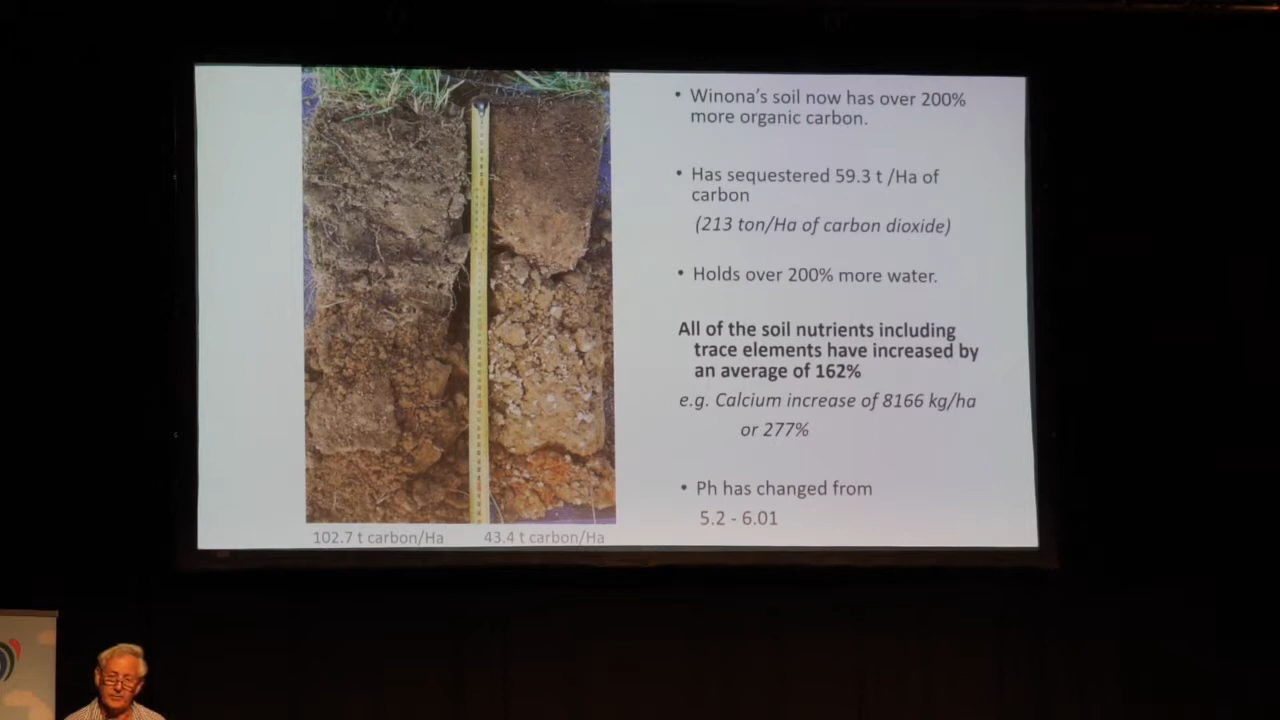 • Winona's soil now has over 200%
more organic carbon.
• Has sequestered 59.3 t /Ha of
carbon
(213 ton/Ha of carbon dioxide)
• Holds over 200% more water.
All of the soil nutrients including
trace elements have increased by
an average of 162%
e.g. Calcium increase of 8166 kg/ha
or 277%
• Ph has changed from
5.2 - 6.01
102.7 t carbon/Ha
43.4 t carbon/Ha